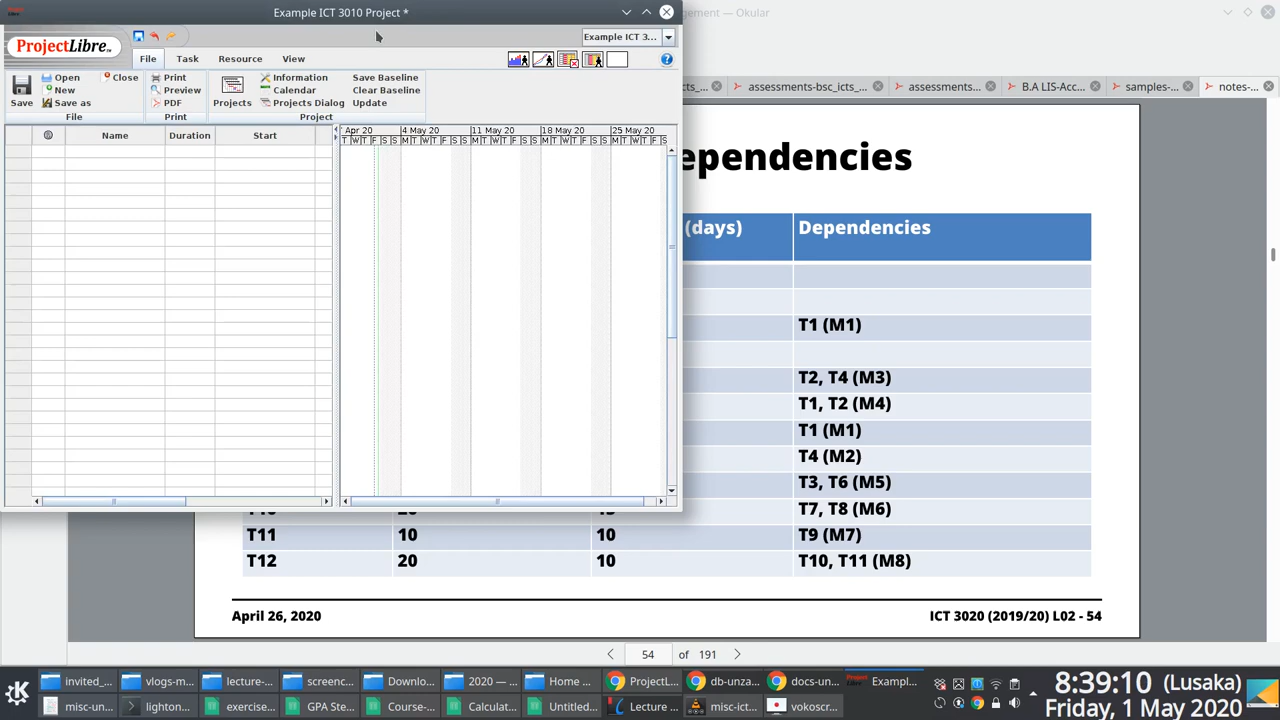 Example ICT 3010 Project *
gement — Okular
ProjectLibre
Example ICT 3...
File Task Resource View
Save
Open
New
Save as
Close
File
Print
Preview
PDF
Print
Projects
Information
Calendar
Projects Dialog
Save Baseline
Clear Baseline
Update
Project
cts_... assessments-bsc_icts_... assessments... B.A LIS-Acc... samples-... notes-...
Name Duration Start
Apr 20 4 May 20 11 May 20 18 May 20 25 May 20
T W T F S S M T W T F S S M T W T F S S M T W T F S S M T W T F S
ependencies
(days) Dependencies
T1 (M1)
T2, T4 (M3)
T1, T2 (M4)
T1 (M1)
T4 (M2)
T3, T6 (M5)
T7, T8 (M6)
T11 10 10 T9 (M7)
T12 20 10 T10, T11 (M8)
April 26, 2020 ICT 3020 (2019/20) L02 - 54
54 of 191
invited_... vlogs-m... lecture-... screenc... Downlo... 2020 — ... Home ... ProjectL... db-unza... docs-un... Exampl...
misc-un... lighton... exercise... GPA Ste... Course-... Calculat... Untitled... Lecture ... misc-ict... vokoscr...
8:39:10 (Lusaka)
Friday, 1 May 2020